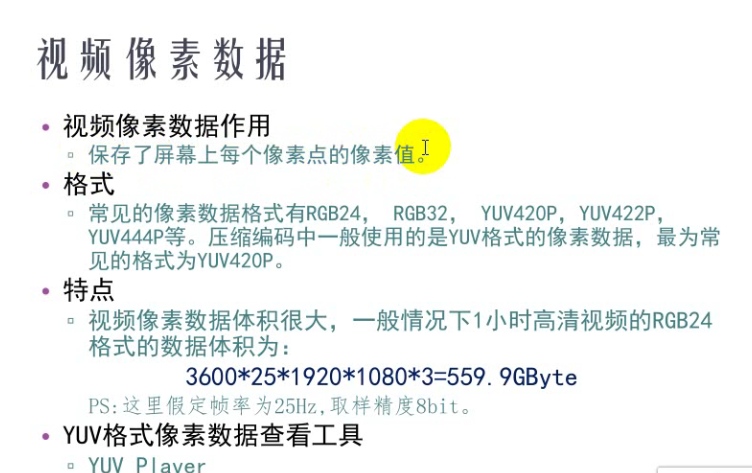 视频像素数据
视频像素数据作用
保存了屏幕上每个像素点的像素值。
格式
常见的像素数据格式有RGB24， RGB32， YUV420P，YUV422P，
YUV444P等。压缩编码中一般使用的是YUV格式的像素数据，最为常
见的格式为YUV420P。
特点
视频像素数据体积很大，一般情况下1小时高清视频的RGB24
格式的数据体积为：
3600*25*1920*1080*3=559.9GByte
PS:这里假定帧率为25Hz,取样精度8bit。
YUV格式像素数据查看工具
YUV Player